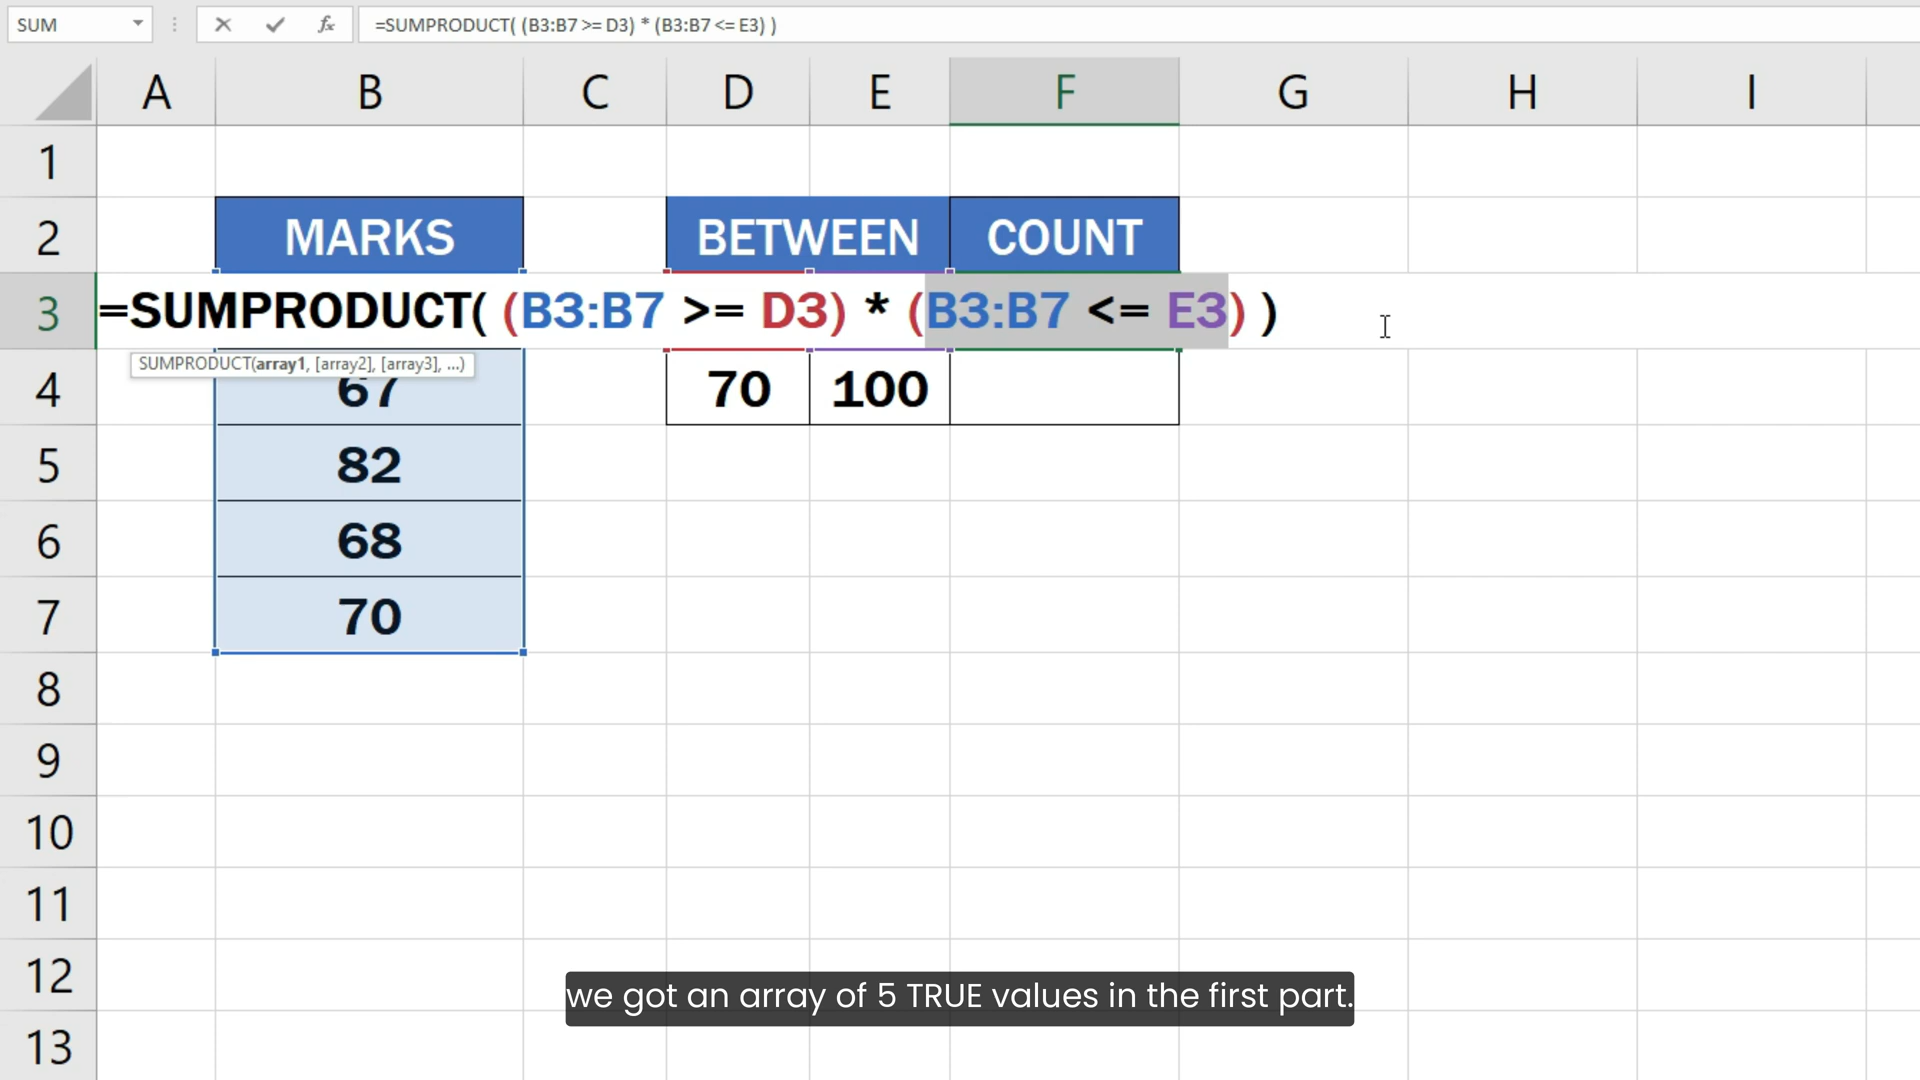 SUM
fx
=SUMPRODUCT( (B3:B7 >= D3) * (B3:B7 <= E3) )
A B C D E F G H I
1
2 MARKS BETWEEN COUNT
3 =SUMPRODUCT( (B3:B7 >= D3) * (B3:B7 <= E3) )
SUMPRODUCT(array1, [array2], [array3], ...)
4 67 70 100
5 82
6 68
7 70
8
9
10
11
12
we got an array of 5 TRUE values in the first part.
13